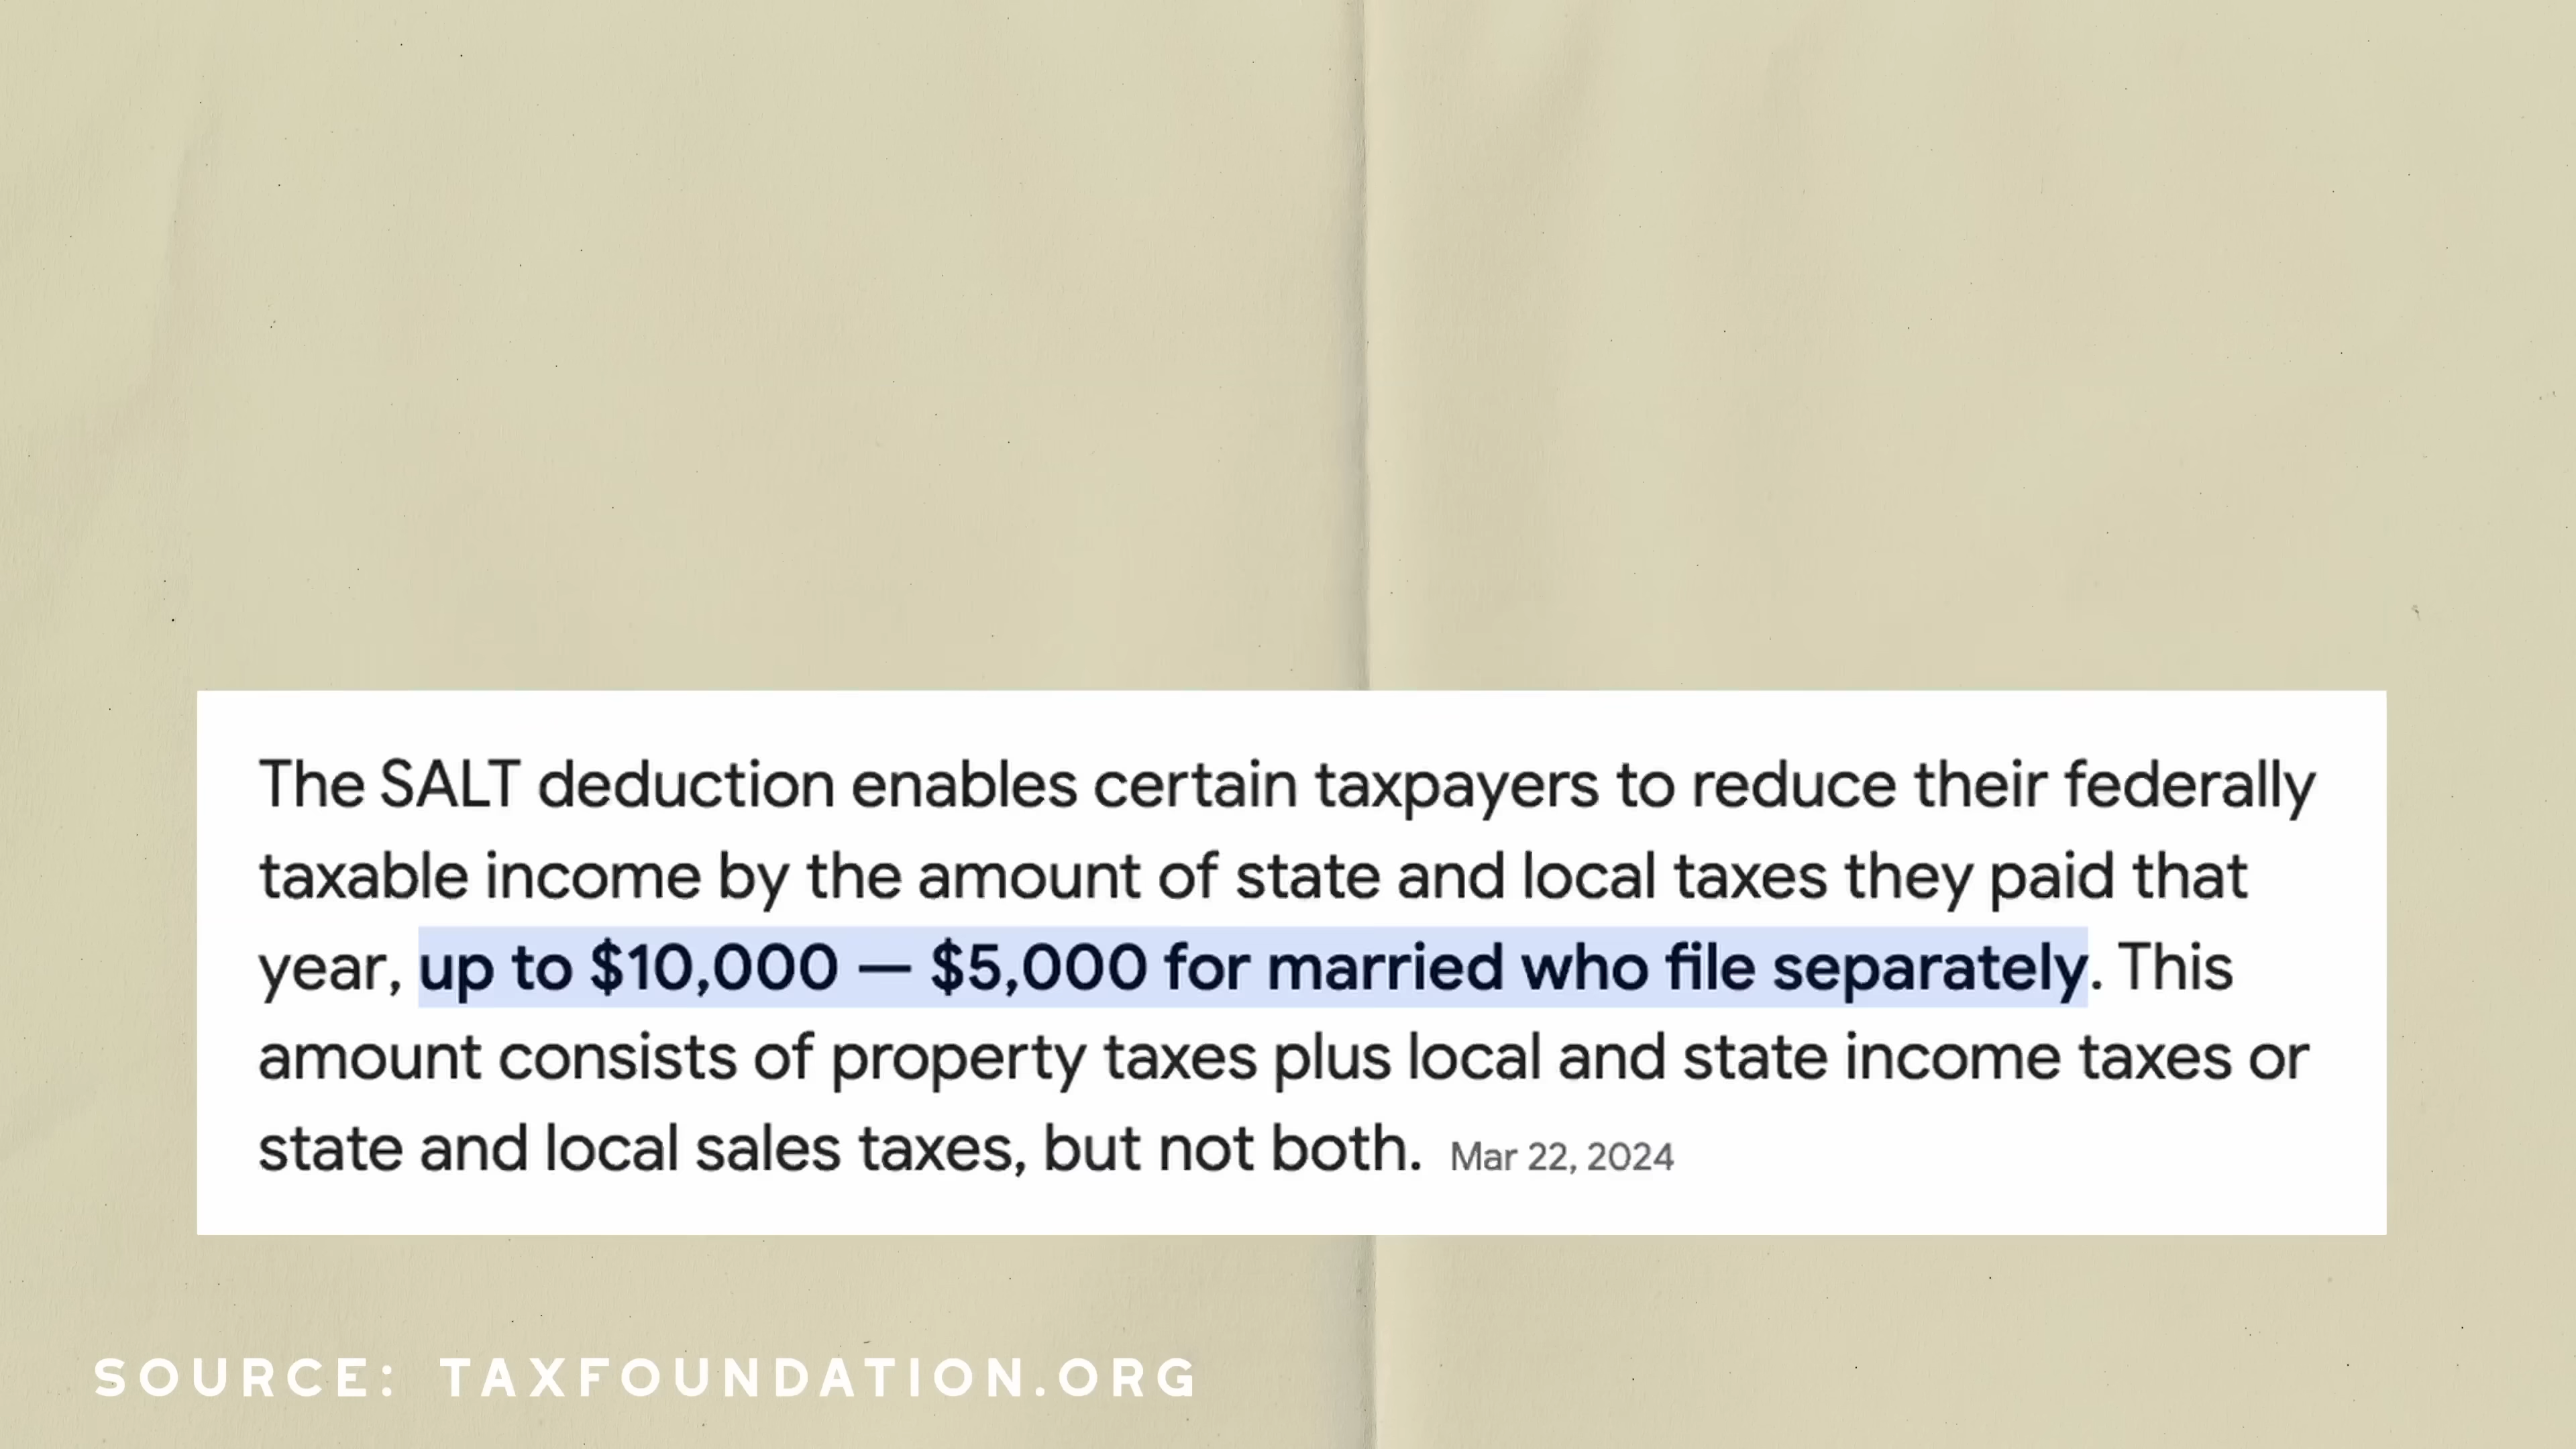 The SALT deduction enables certain taxpayers to reduce their federally
taxable income by the amount of state and local taxes they paid that
year, up to $10,000 — $5,000 for married who file separately. This
amount consists of property taxes plus local and state income taxes or
state and local sales taxes, but not both. Mar 22, 2024
SOURCE: TAXFOUNDATION.ORG